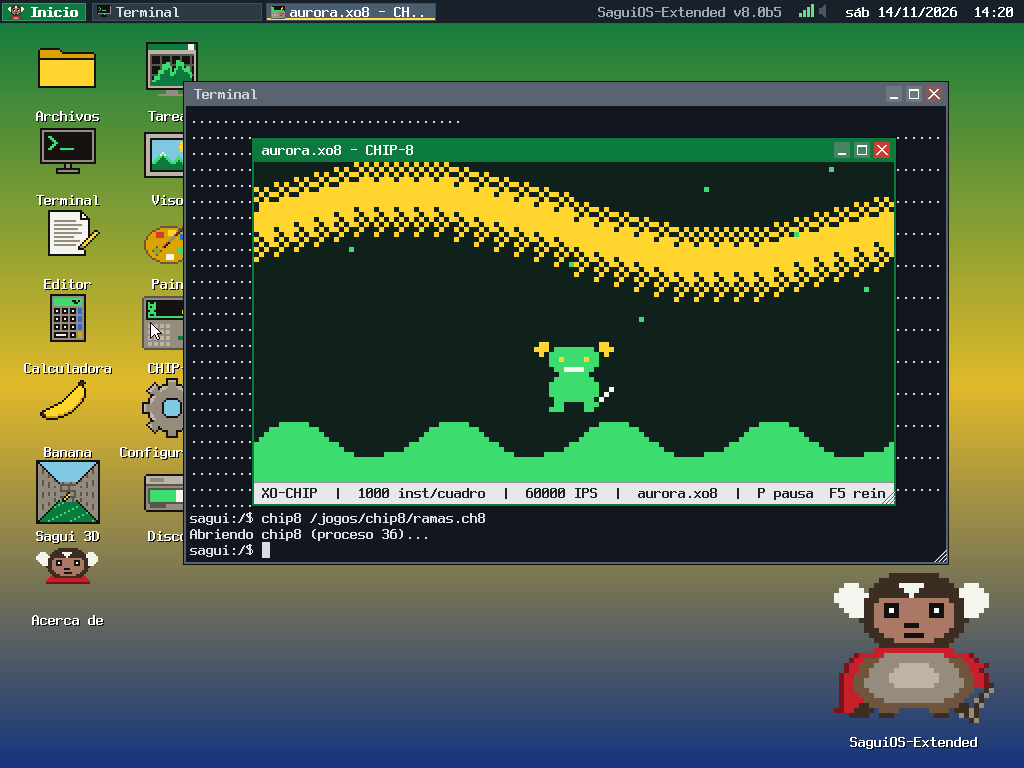 Inicio
Terminal
aurora.xo8 - CH..
SaguiOS-Extended v8.0b5
sáb 14/11/2026
14:20
Archivos
Terminal
aurora.xo8 - CHIP-8
Terminal
Editor
Calculadora
Banana
XO-CHIP | 1000 inst/cuadro | 60000 IPS | aurora.xo8 | P pausa F5 rein
sagui:/$ chip8 /jogos/chip8/ramas.ch8
Abriendo chip8 (proceso 36)...
sagui:/$
Sagui 3D
Acerca de
SaguiOS-Extended